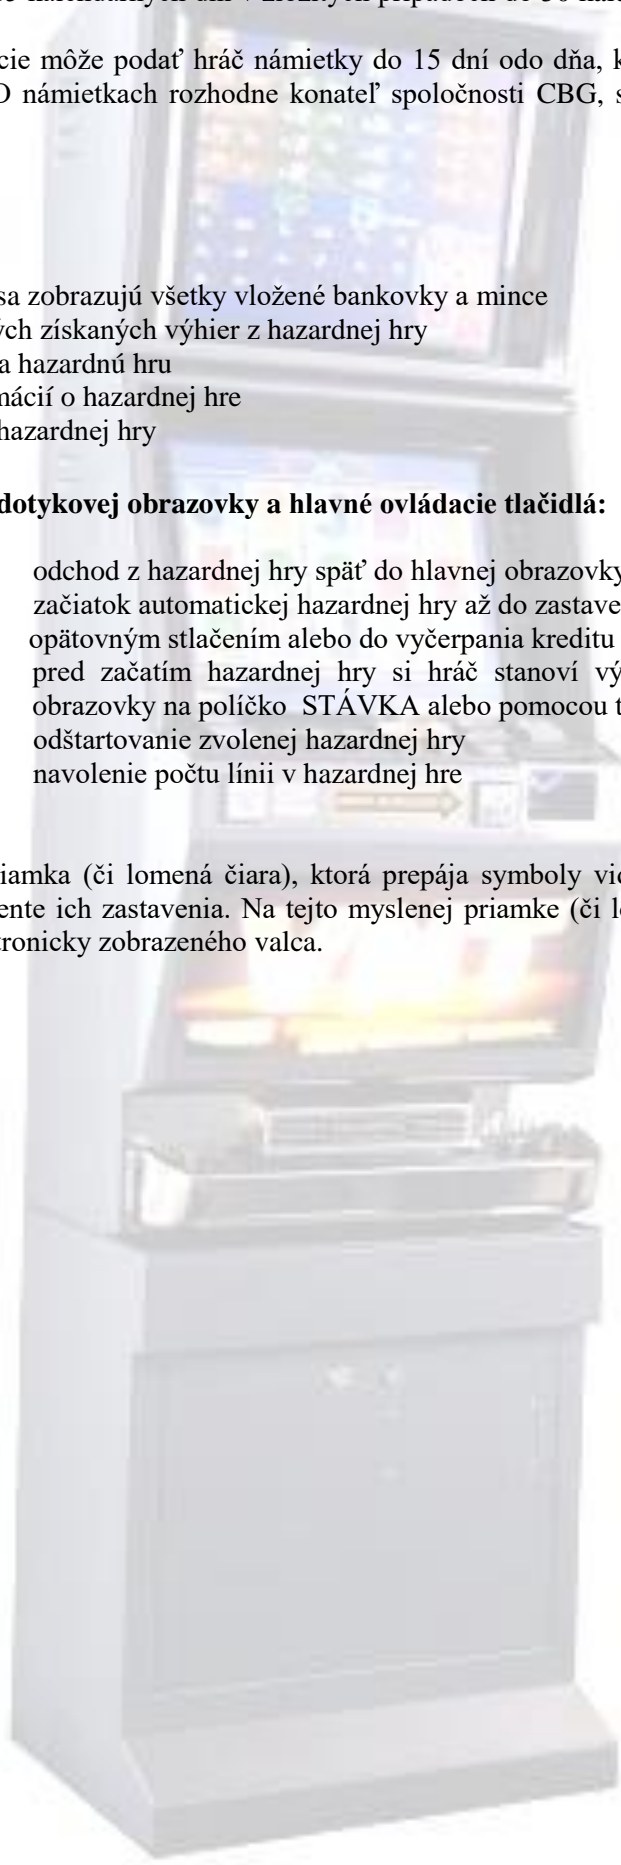 cie môže podať hráč námietky do 15 dní odo dňa,
O námietkach rozhodne konateľ spoločnosti CBG,
sa zobrazujú všetky vložené bankovky a mince
ých získaných výhier z hazardnej hry
a hazardnú hru
mácií o hazardnej hre
hazardnej hry
dotykovej obrazovky a hlavné ovládacie tlačidlá:
odchod z hazardnej hry späť do hlavnej obrazovky
začiatok automatickej hazardnej hry až do zastave
opätovným stlačením alebo do vyčerpania kreditu
pred začatím hazardnej hry si hráč stanoví vý
obrazovky na políčko STÁVKA alebo pomocou t
odštartovanie zvolenej hazardnej hry
navolenie počtu línii v hazardnej hre
riamka (či lomená čiara), ktorá prepája symboly vi
ente ich zastavenia. Na tejto myslenej priamke (či l
tronicky zobrazeného valca.